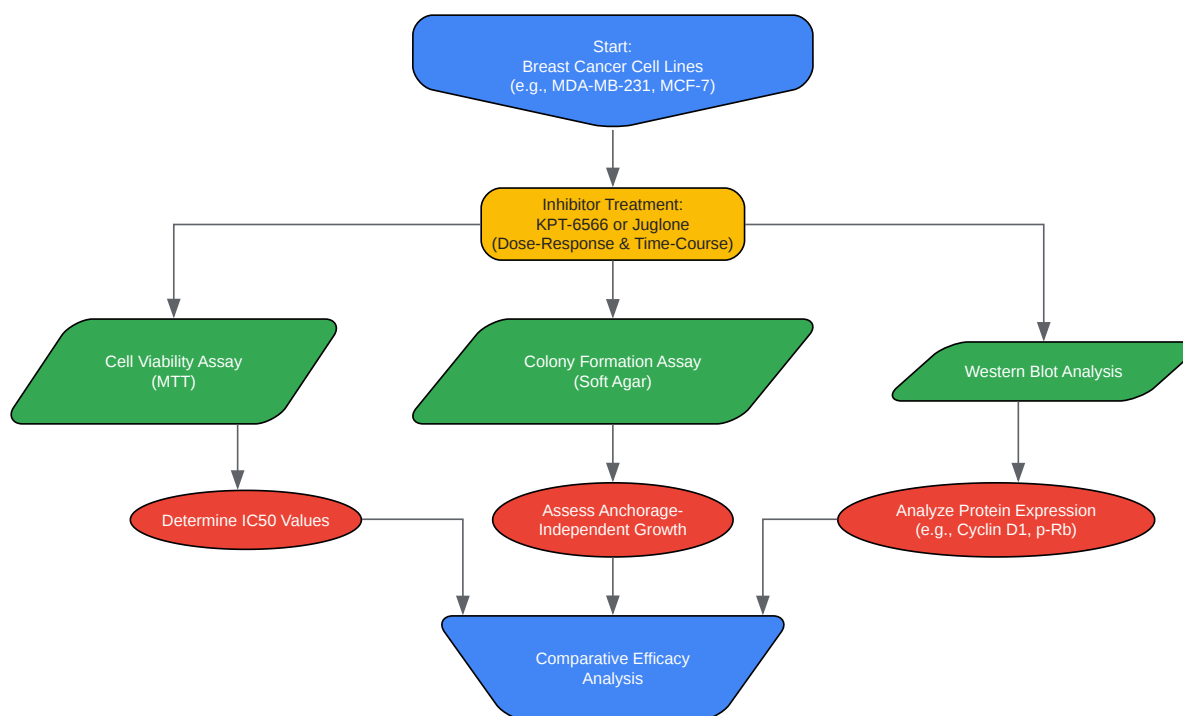 Start:
Breast Cancer Cell Lines
(e.g., MDA-MB-231, MCF-7)
Inhibitor Treatment:
KPT-6566 or Juglone
(Dose-Response & Time-Course)
Cell Viability Assay
(MTT)
Colony Formation Assay
(Soft Agar)
Western Blot Analysis
Determine IC50 Values
Assess Anchorage-
Independent Growth
Analyze Protein Expression
(e.g., Cyclin D1, p-Rb)
Comparative Efficacy
Analysis